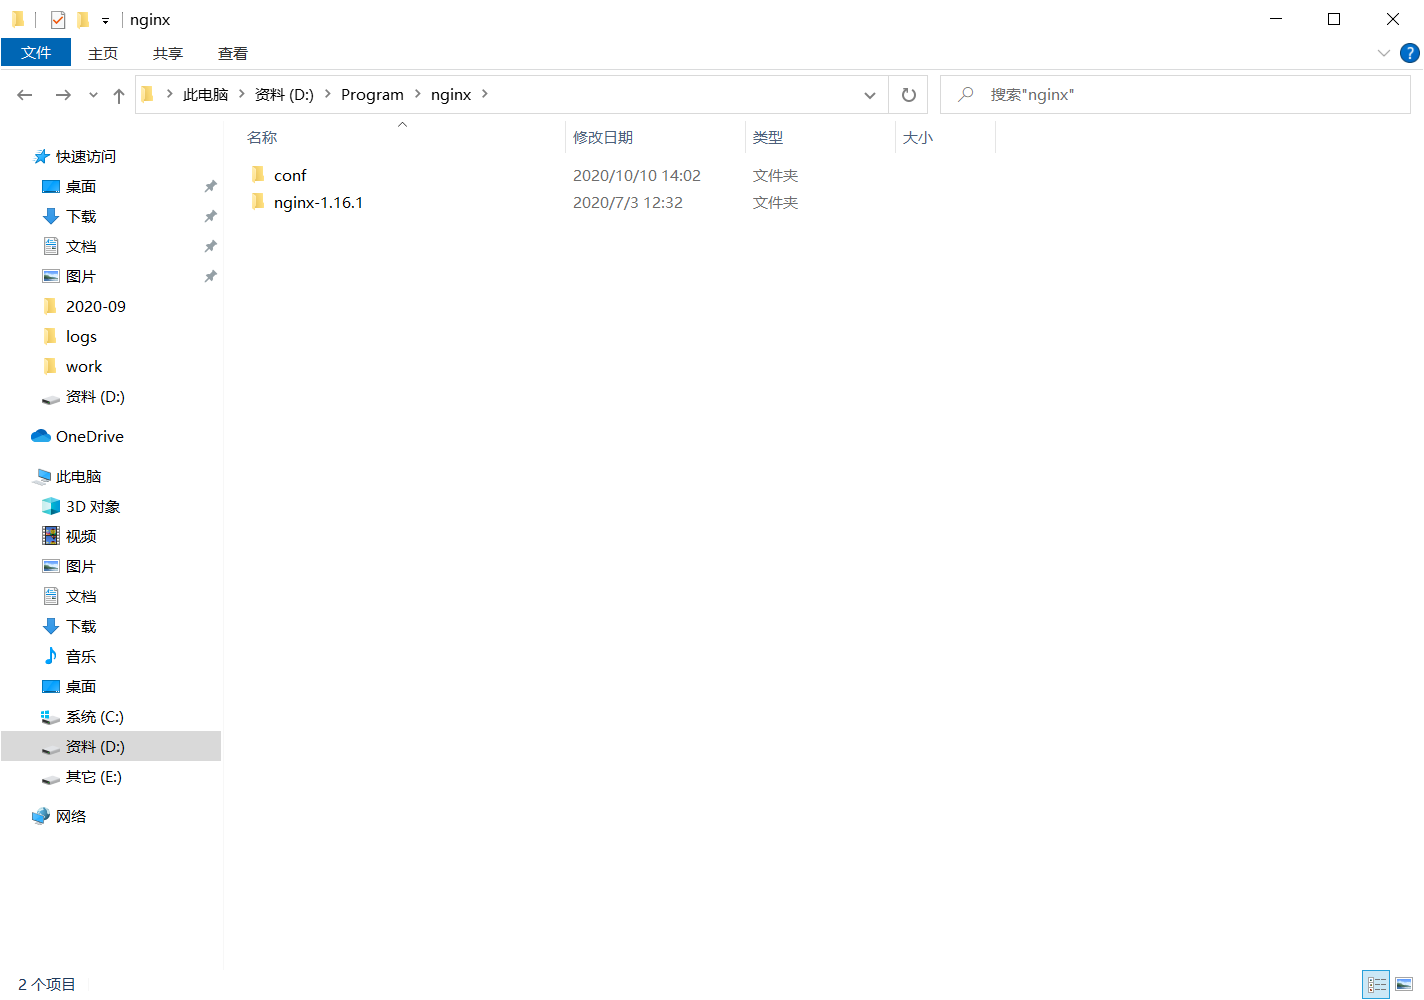 nginx
文件 主页 共享 查看
此电脑 资料 (D:) Program nginx 搜索"nginx"
名称 修改日期 类型 大小
conf 2020/10/10 14:02 文件夹
nginx-1.16.1 2020/7/3 12:32 文件夹
快速访问
桌面
下载
文档
图片
2020-09
logs
work
资料 (D:)
OneDrive
此电脑
3D 对象
视频
图片
文档
下载
音乐
桌面
系统 (C:)
资料 (D:)
其它 (E:)
网络
2 个项目